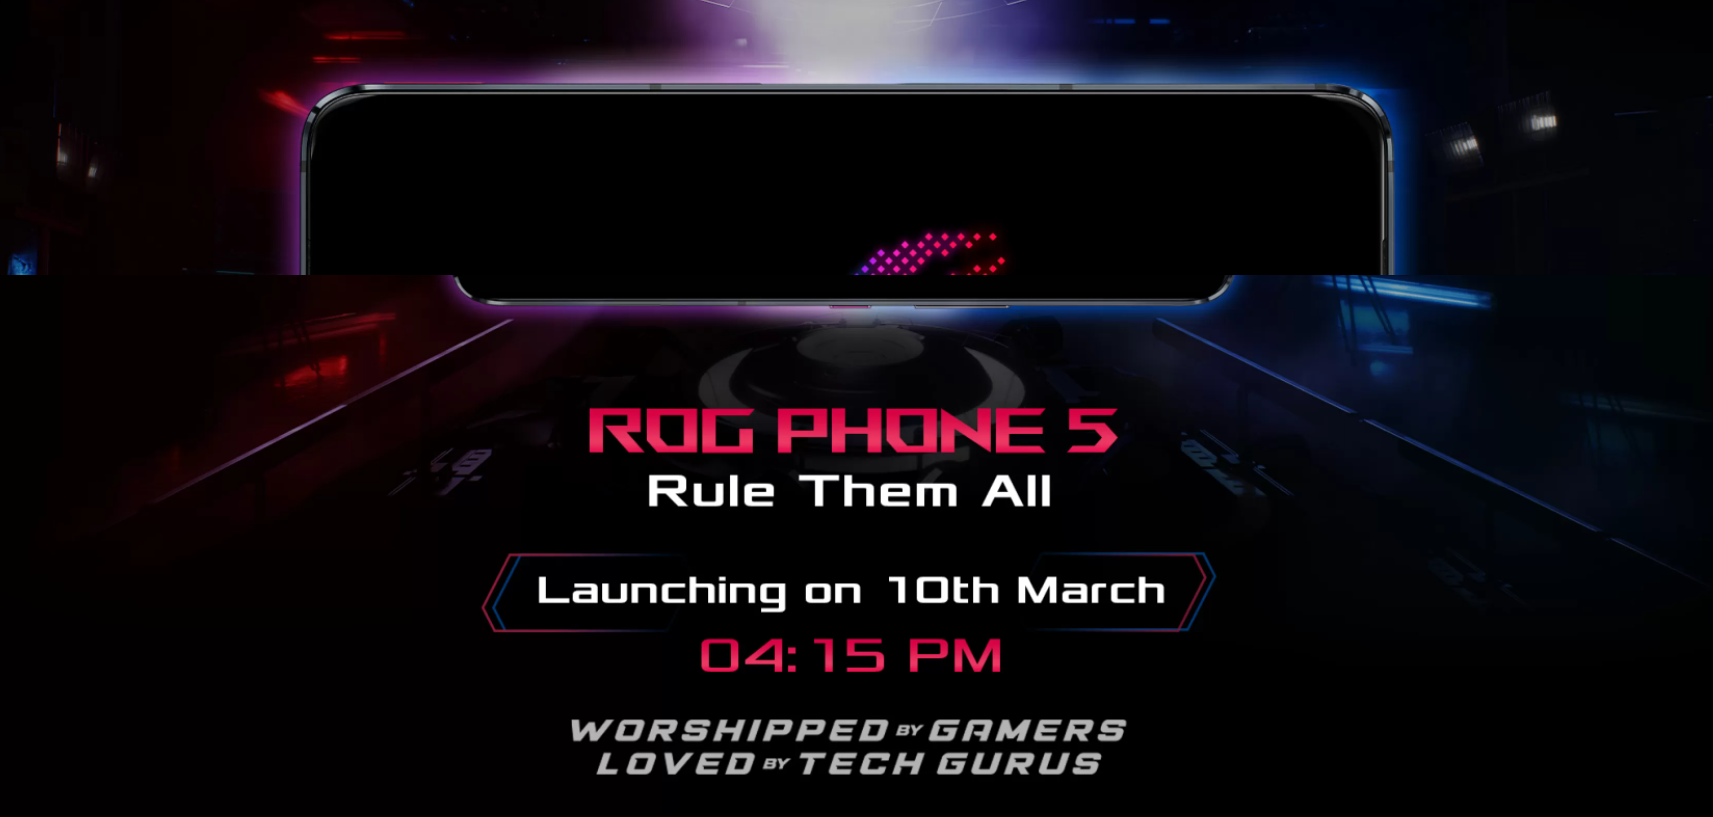 ROG PHONE 5
Rule Them All
Launching on 10th March
04:15 PM
WORSHIPPED BY GAMERS
LOVED BY TECH GURUS